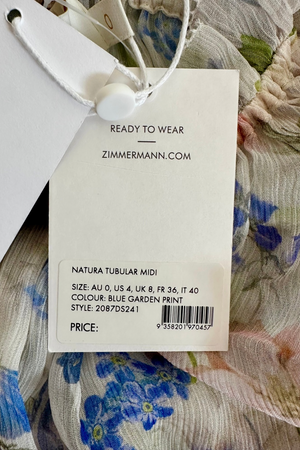 0
READY TO WEAR
ZIMMERMANN.COM
NATURA TUBULAR MIDI
SIZE: AU 0, US 4, UK 8, FR 36, IT 40
COLOUR: BLUE GARDEN PRINT
STYLE: 2087DS241
PRICE:
9 358201 970457